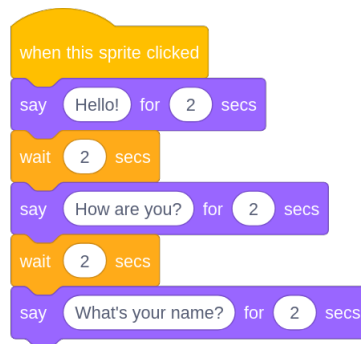 when this sprite clicked
say Hello! for 2 secs
wait 2 secs
say How are you? for 2 secs
wait 2 secs
say What's your name? for 2 secs